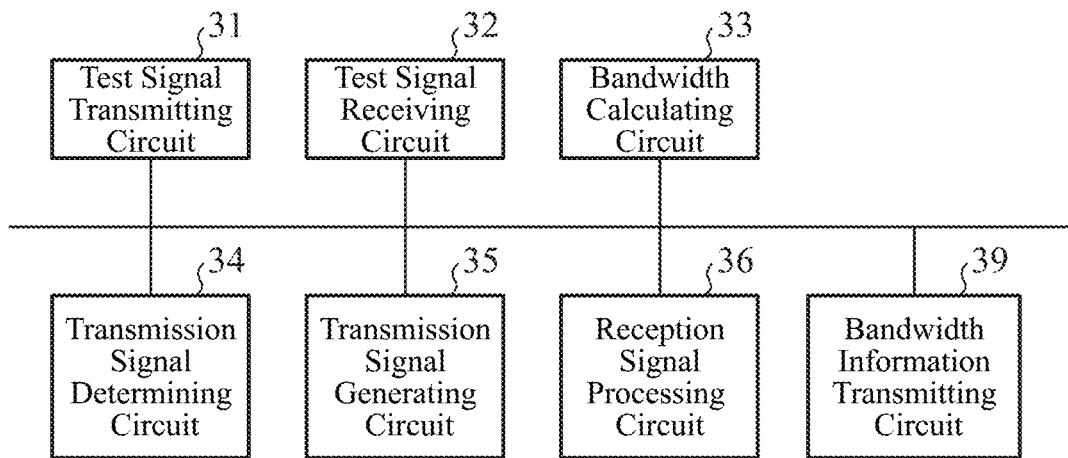 31
Test Signal
Transmitting
Circuit
32
Test Signal
Receiving
Circuit
33
Bandwidth
Calculating
Circuit
34
Transmission
Signal
Determining
Circuit
35
Transmission
Signal
Generating
Circuit
36
Reception
Signal
Processing
Circuit
39
Bandwidth
Information
Transmitting
Circuit